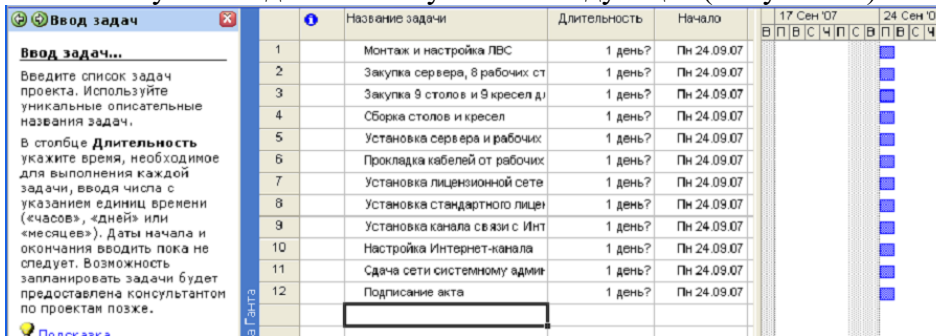 Ввод задач
Ввод задач...
Введите список задач
проекта. Используйте
уникальные описательные
названия задач.
В столбце Длительность
укажите время, необходимое
для выполнения каждой
задачи, вводя числа с
указанием единиц времени
(«часов», «дней» или
«месяцев»). Даты начала и
окончания вводить пока не
следует. Возможность
запланировать задачи будет
предоставлена консультантом
по проектам позже.
Подсказка
а Ганта
Название задачи Длительность Начало 17 Сен '07 24 Сен '0
В П В С Ч П С В П В С Ч
1 Монтаж и настройка ЛВС 1 день? Пн 24.09.07
2 Закупка сервера, 8 рабочих ст 1 день? Пн 24.09.07
3 Закупка 9 столов и 9 кресел д 1 день? Пн 24.09.07
4 Сборка столов и кресел 1 день? Пн 24.09.07
5 Установка сервера и рабочих 1 день? Пн 24.09.07
6 Прокладка кабелей от рабочих 1 день? Пн 24.09.07
7 Установка лицензионной сете 1 день? Пн 24.09.07
8 Установка стандартного лицен 1 день? Пн 24.09.07
9 Установка канала связи с Инт 1 день? Пн 24.09.07
10 Настройка Интернет-канала 1 день? Пн 24.09.07
11 Сдача сети системному админ 1 день? Пн 24.09.07
12 Подписание акта 1 день? Пн 24.09.07